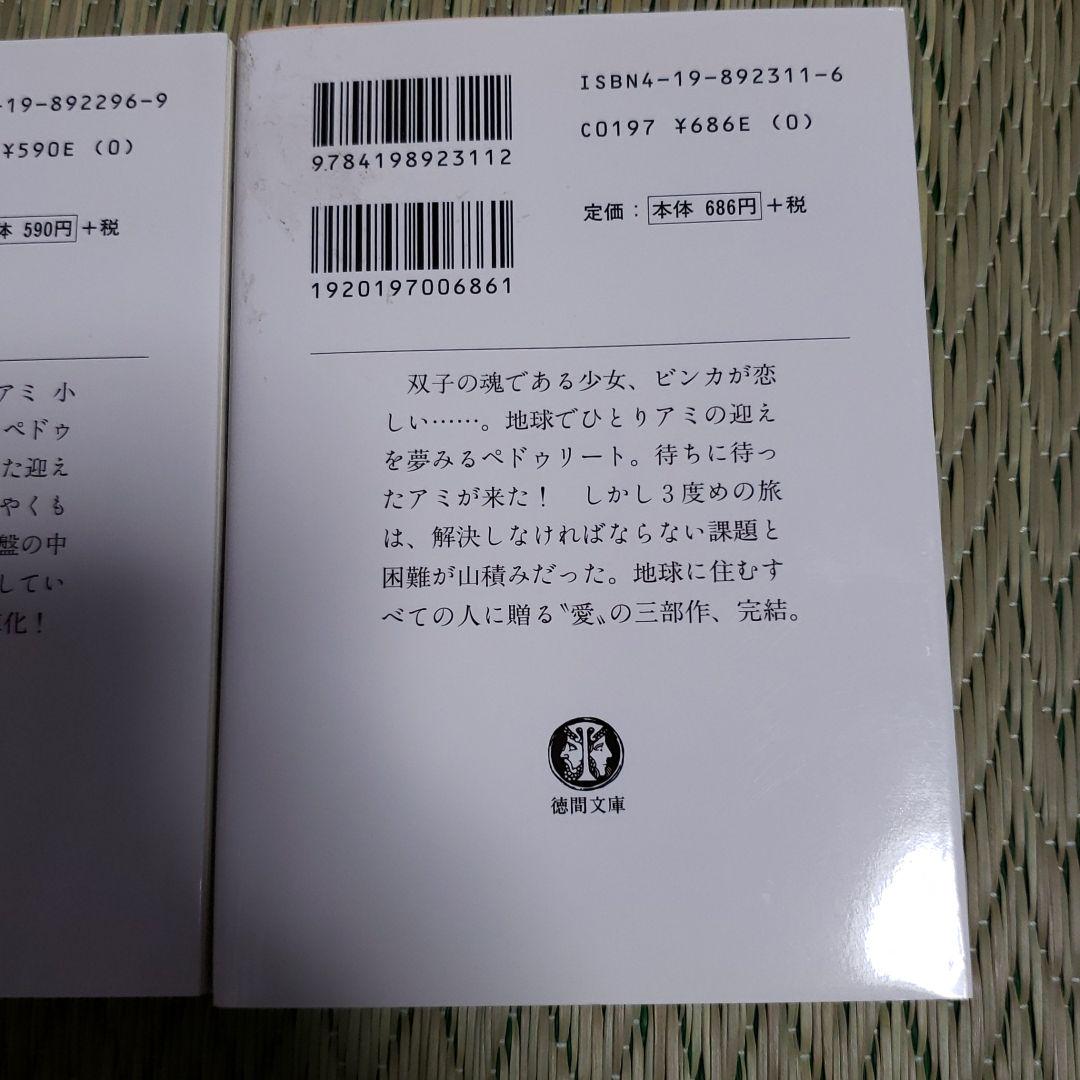 -19-892296-9
¥590E (0)
体 590円 +税
アミ 小
ペドゥ
た迎え
やくも
盤の中
してい
化！
ISBN4-19-892311-6
C0197 ¥686E (0)
9784198923112
定価：本体 686円 +税
1920197006861
双子の魂である少女、ビンカが恋
しい……。地球でひとりアミの迎え
を夢みるペドゥリート。待ちに待っ
たアミが来た！　しかし３度めの旅
は、解決しなければならない課題と
困難が山積みだった。地球に住むす
べての人に贈る〝愛〟の三部作、完結。
徳間文庫